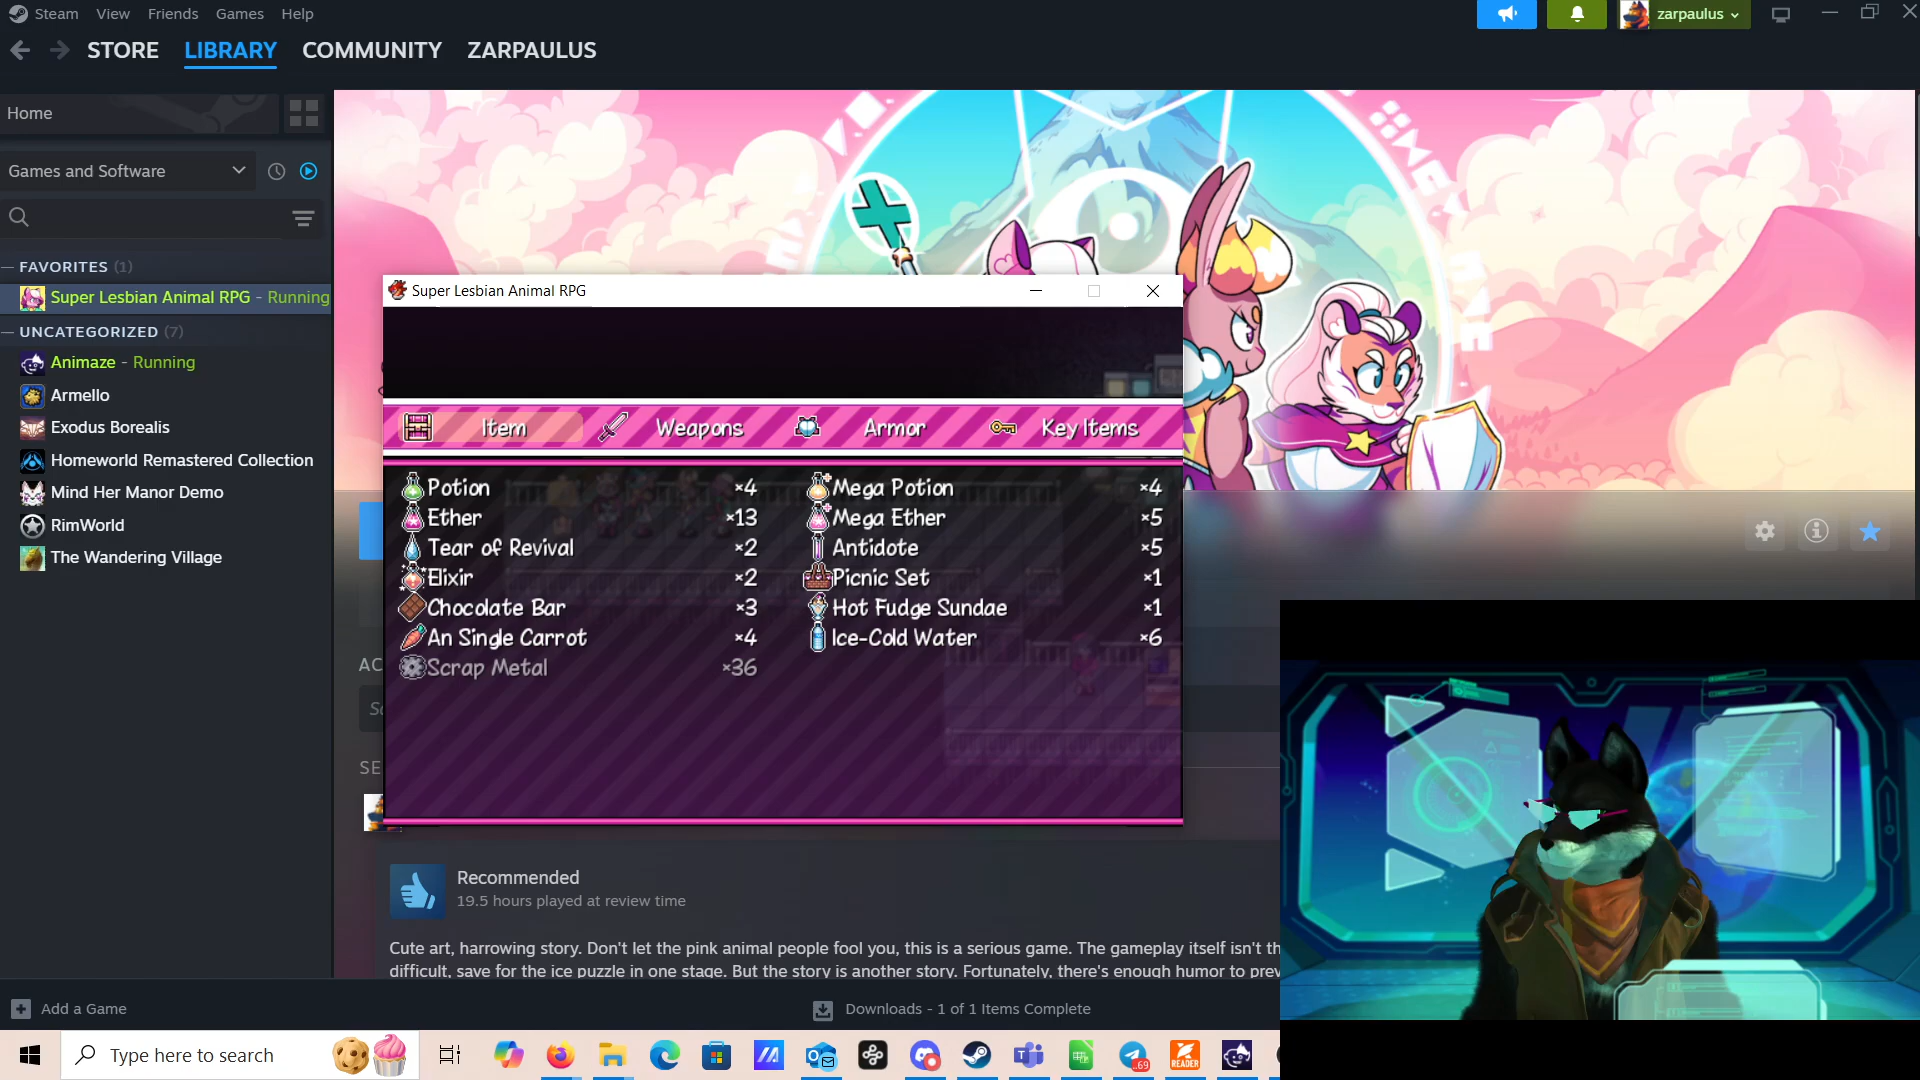 Steam View Friends Games Help
zarpaulus
STORE LIBRARY COMMUNITY ZARPAULUS
Home
Games and Software
FAVORITES (1)
Super Lesbian Animal RPG - Running
UNCATEGORIZED (7)
Animaze - Running
Armello
Exodus Borealis
Homeworld Remastered Collection
Mind Her Manor Demo
RimWorld
The Wandering Village
Super Lesbian Animal RPG
Item Weapons Armor Key Items
Potion ×4 Mega Potion ×4
Ether ×13 Mega Ether ×5
Tear of Revival ×2 Antidote ×5
Elixir ×2 Picnic Set ×1
Chocolate Bar ×3 Hot Fudge Sundae ×1
An Single Carrot ×4 Ice-Cold Water ×6
Scrap Metal ×36
AC
SE
Recommended
19.5 hours played at review time
Cute art, harrowing story. Don't let the pink animal people fool you, this is a serious game. The gameplay itself isn't th
difficult, save for the ice puzzle in one stage. But the story is another story. Fortunately, there's enough humor to prev
Add a Game
Downloads - 1 of 1 Items Complete
Type here to search
READER
69